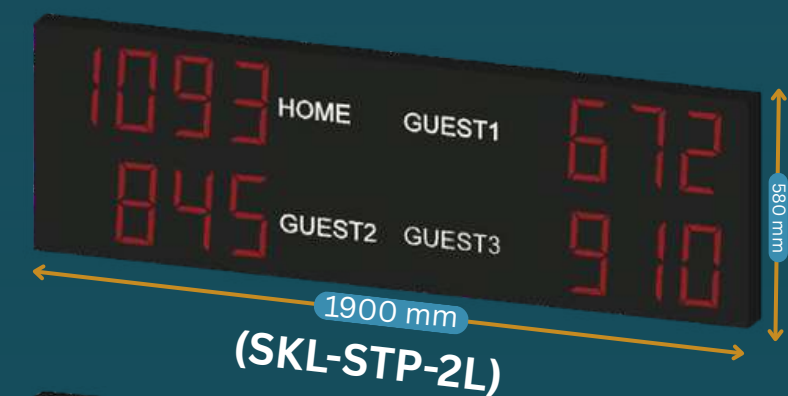 1093 HOME GUEST1 672
845 GUEST2 GUEST3 910
580 mm
1900 mm
(SKL-STP-2L)